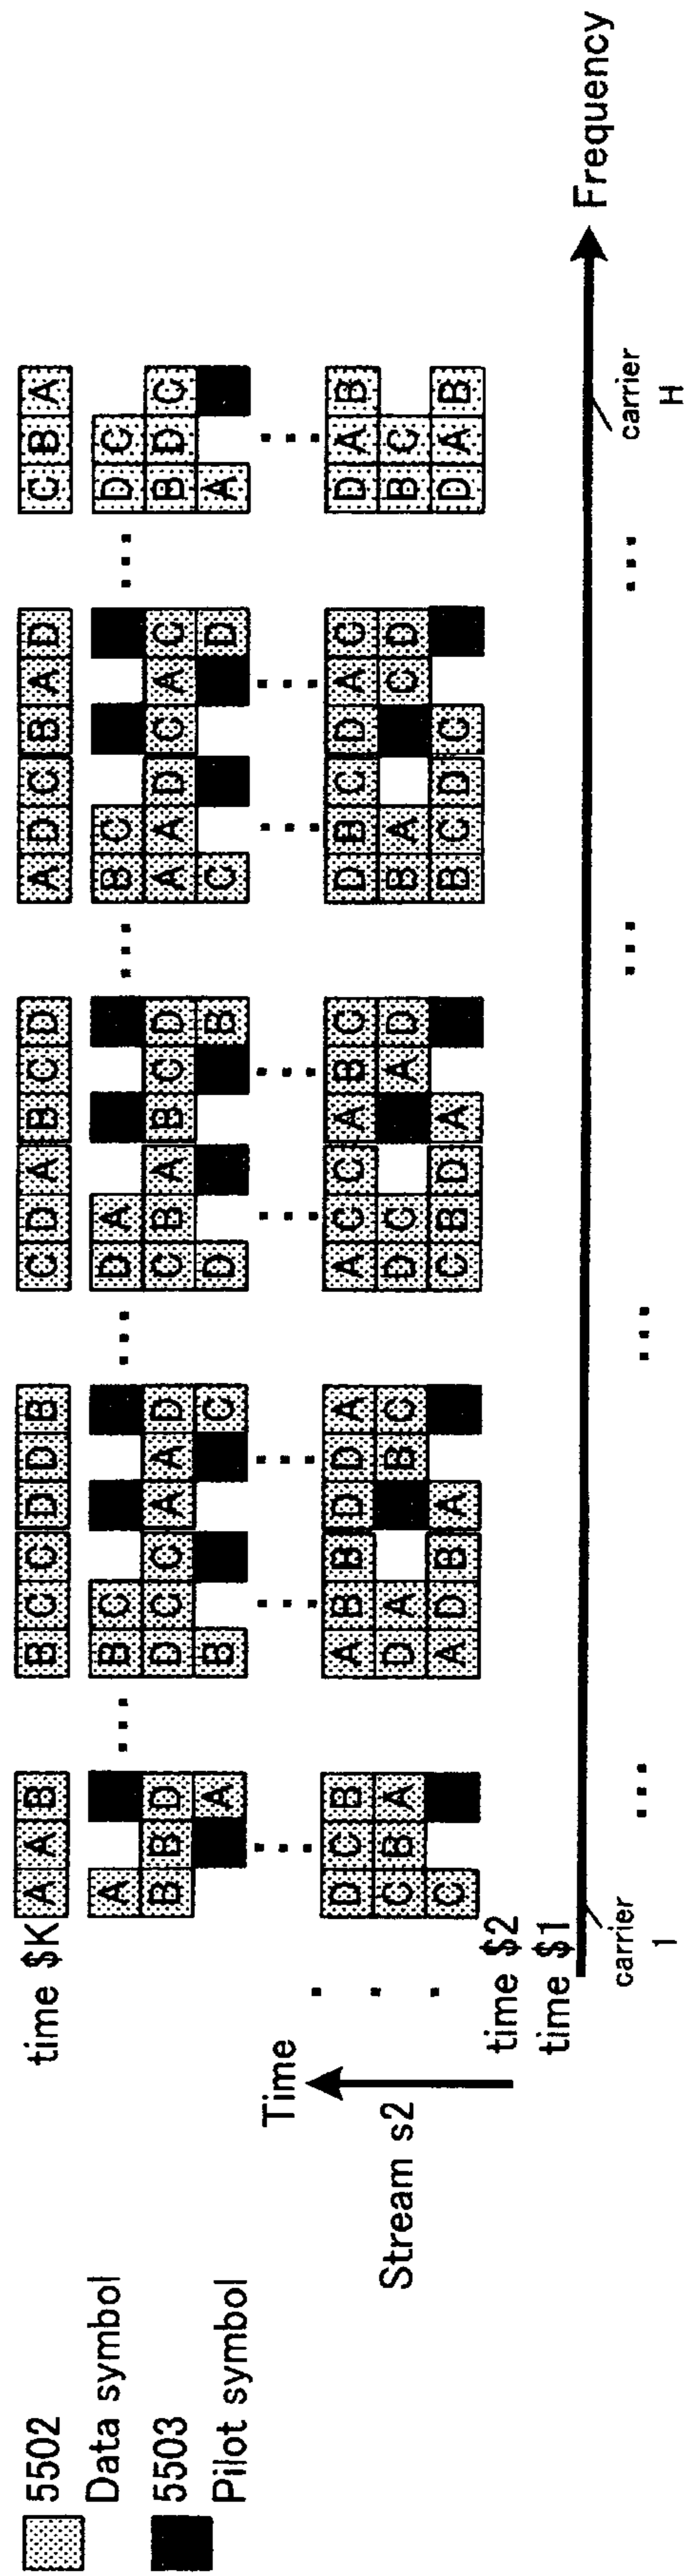 5502
Data symbol
5503
Pilot symbol
Time
Stream s2
time $K
time $2
time $1
A A B B C C D D B C D A B C D A D C B A D C B A
A B C D A B C D C
B B D D C C A A D C B A B C D A A D C A C B D C
A B C D B C D A
D C B A B B D D A A C C A B C D B C D A C D A B
C B A D A B C D C A D B A C D B C
C A D B A C B D A B C D C D A B
Frequency
carrier
1
carrier
H